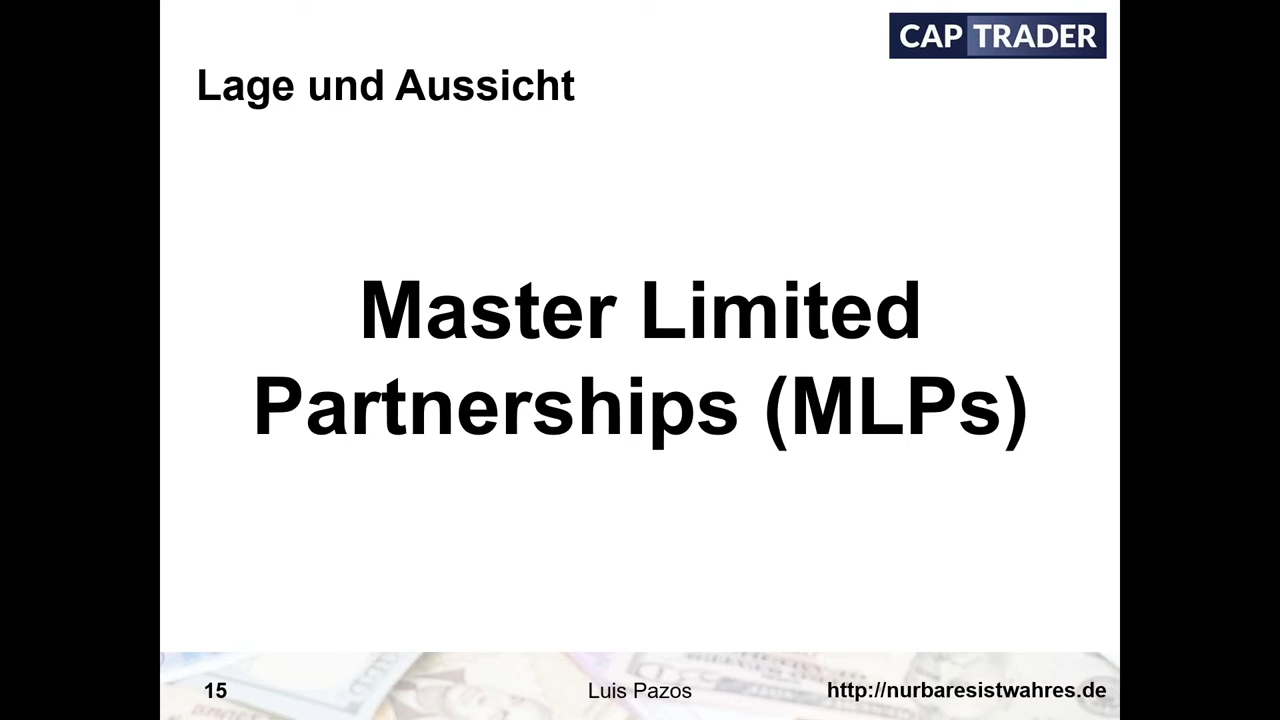 CAP TRADER
Lage und Aussicht
Master Limited
Partnerships (MLPs)
15
Luis Pazos
http://nurbaresistwahres.de